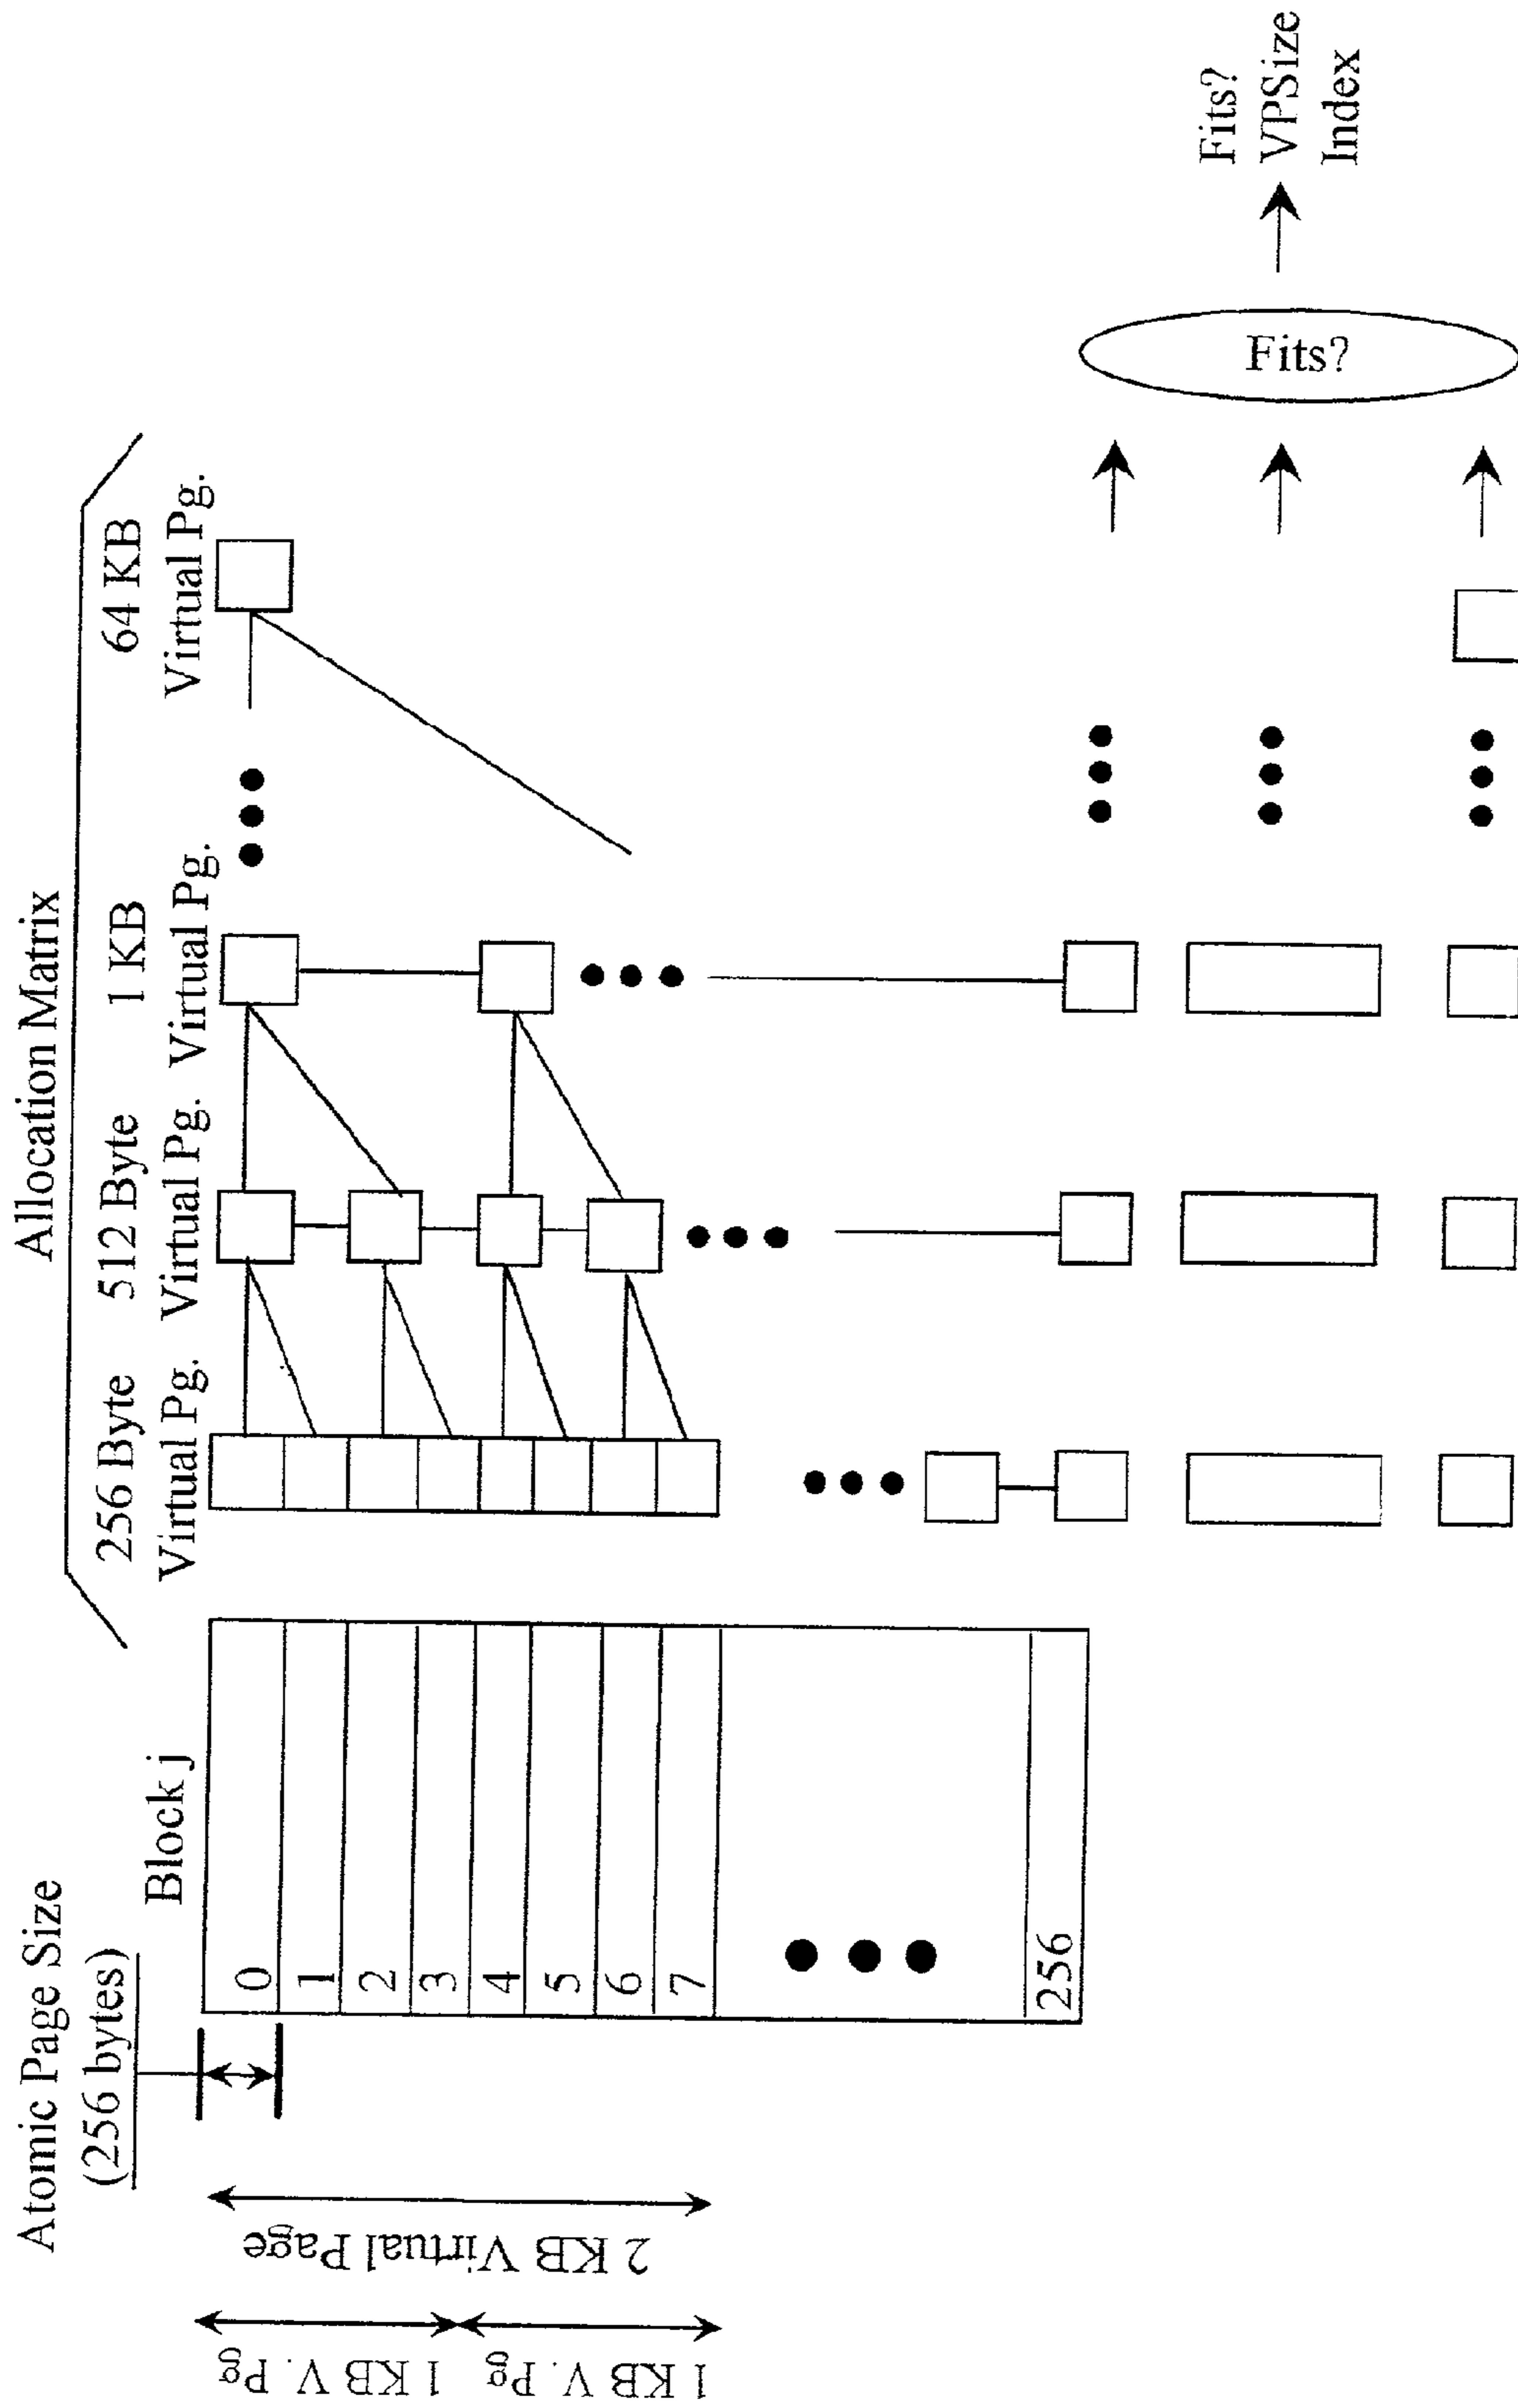 Allocation Matrix
Atomic Page Size
(256 bytes)
Block j
256 Byte
Virtual Pg.
512 Byte
Virtual Pg.
1 KB
Virtual Pg.
64 KB
Virtual Pg.
0
1
2
3
4
5
6
7
256
2 KB Virtual Page
1 KB V. Pg
1 KB V. Pg
Fits?
Fits?
VPSize
Index